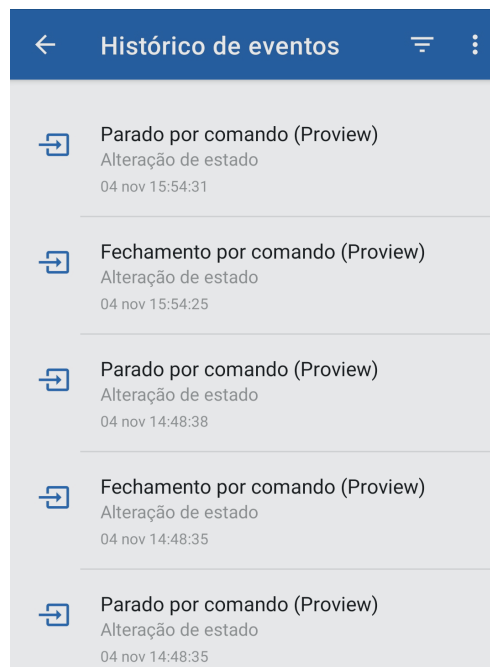 Histórico de eventos
Parado por comando (Proview)
Alteração de estado
04 nov 15:54:31
Fechamento por comando (Proview)
Alteração de estado
04 nov 15:54:25
Parado por comando (Proview)
Alteração de estado
04 nov 14:48:38
Fechamento por comando (Proview)
Alteração de estado
04 nov 14:48:35
Parado por comando (Proview)
Alteração de estado
04 nov 14:48:35